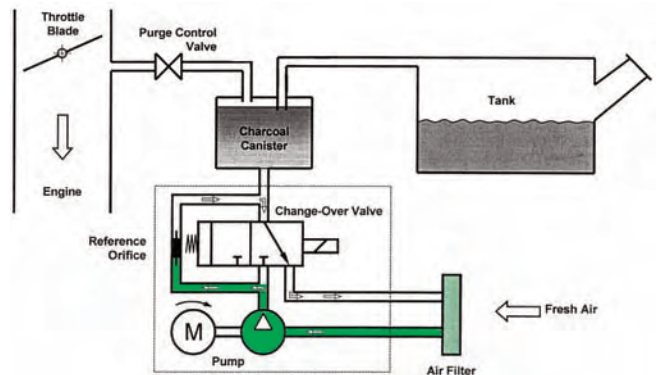 Throttle
Blade
Purge Control
Valve
Tank
Charcoal
Canister
Engine
Change-Over Valve
Reference
Orifice
Fresh Air
M
Pump
Air Filter